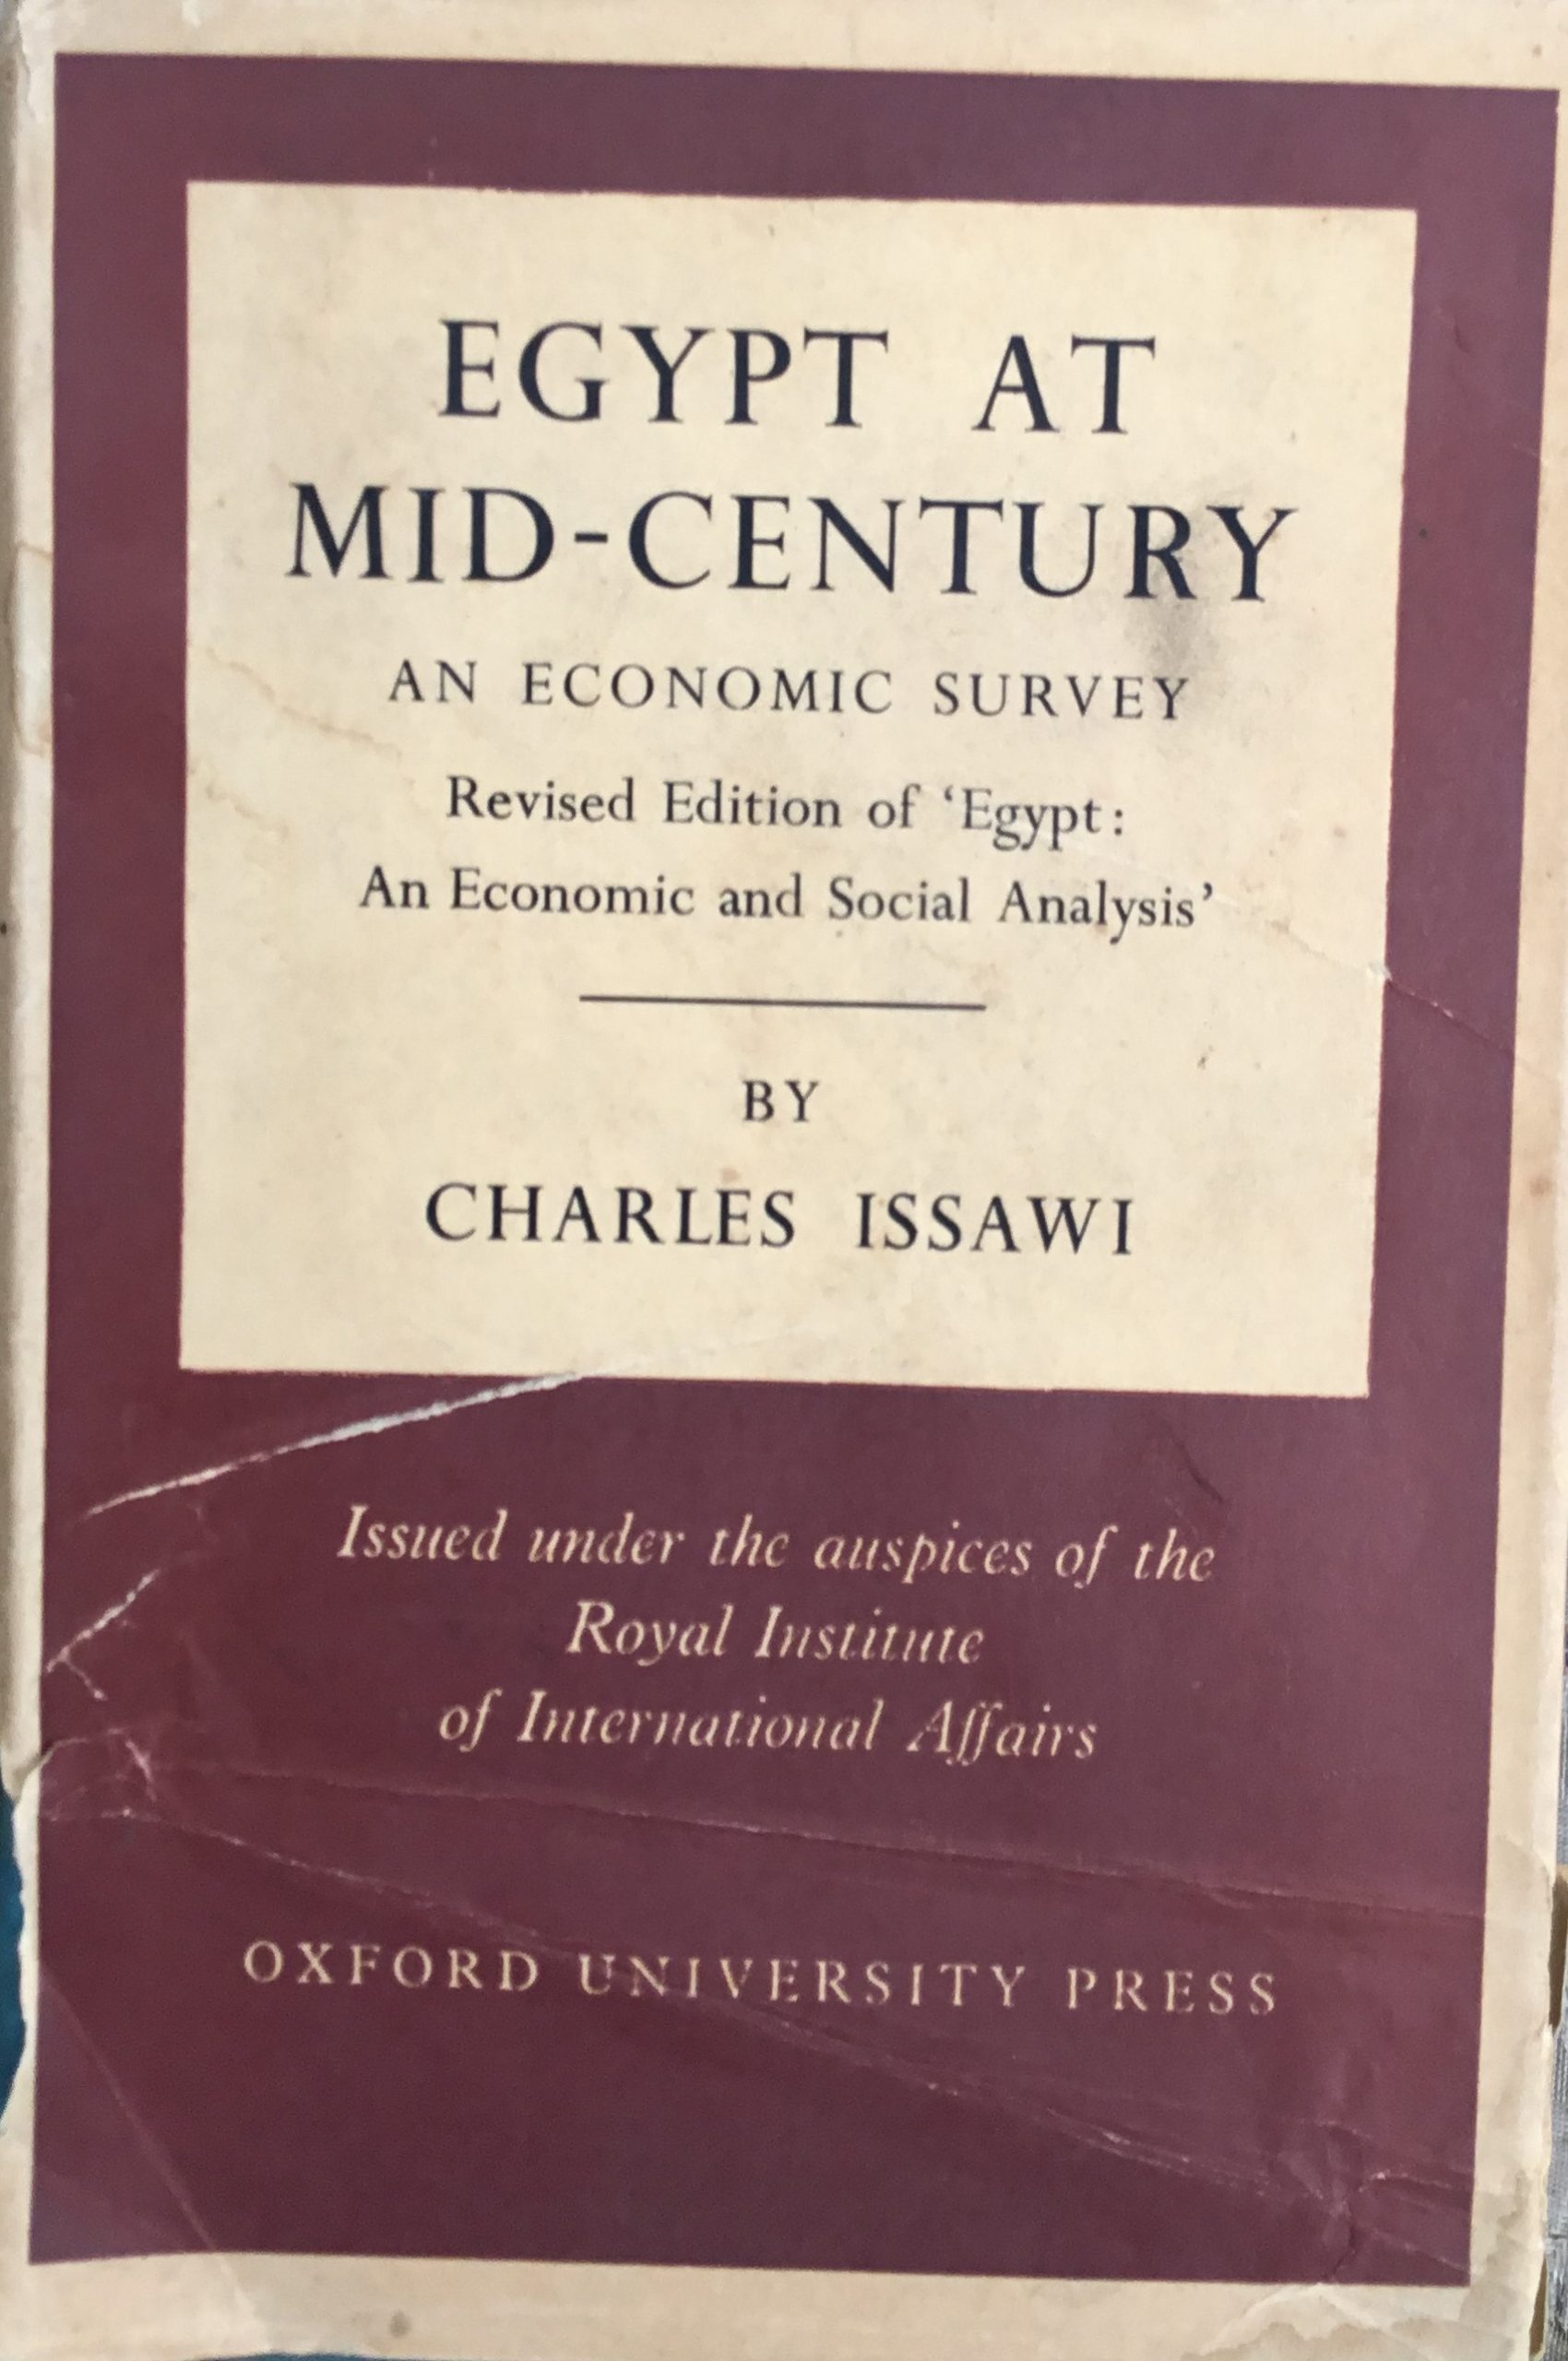 EGYPT AT
MID-CENTURY
AN ECONOMIC SURVEY
Revised Edition of ‘Egypt:
An Economic and Social Analysis’
BY
CHARLES ISSAWI
Issued under the auspices of the
Royal Institute
of International Affairs
OXFORD UNIVERSITY PRESS